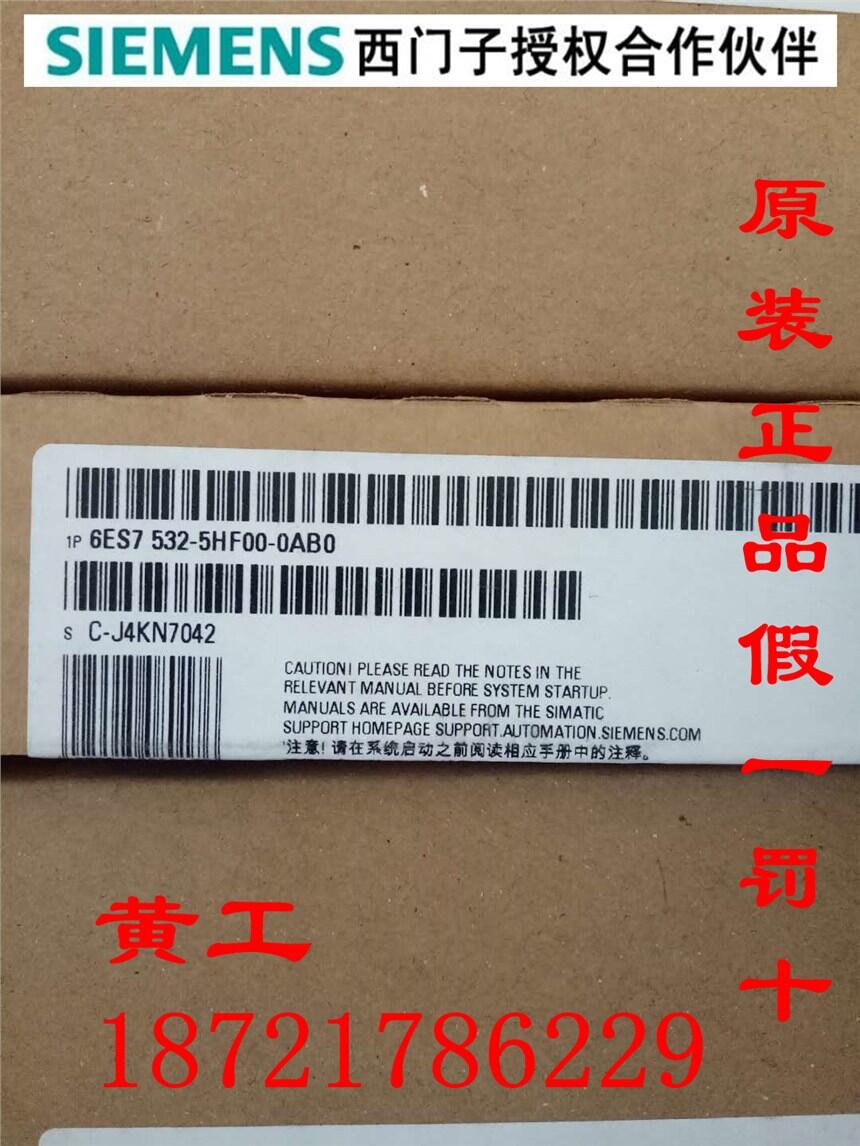 SIEMENS 西门子授权合作伙伴
原装正品假一罚十
1P 6ES7 532-5HF00-0AB0
S C-J4KN7042
CAUTION! PLEASE READ THE NOTES IN THE
RELEVANT MANUAL BEFORE SYSTEM STARTUP.
MANUALS ARE AVAILABLE FROM THE SIMATIC
SUPPORT HOMEPAGE SUPPORT.AUTOMATION.SIEMENS.COM
注意!请在系统启动之前阅读相应手册中的注释。
黄工
18721786229